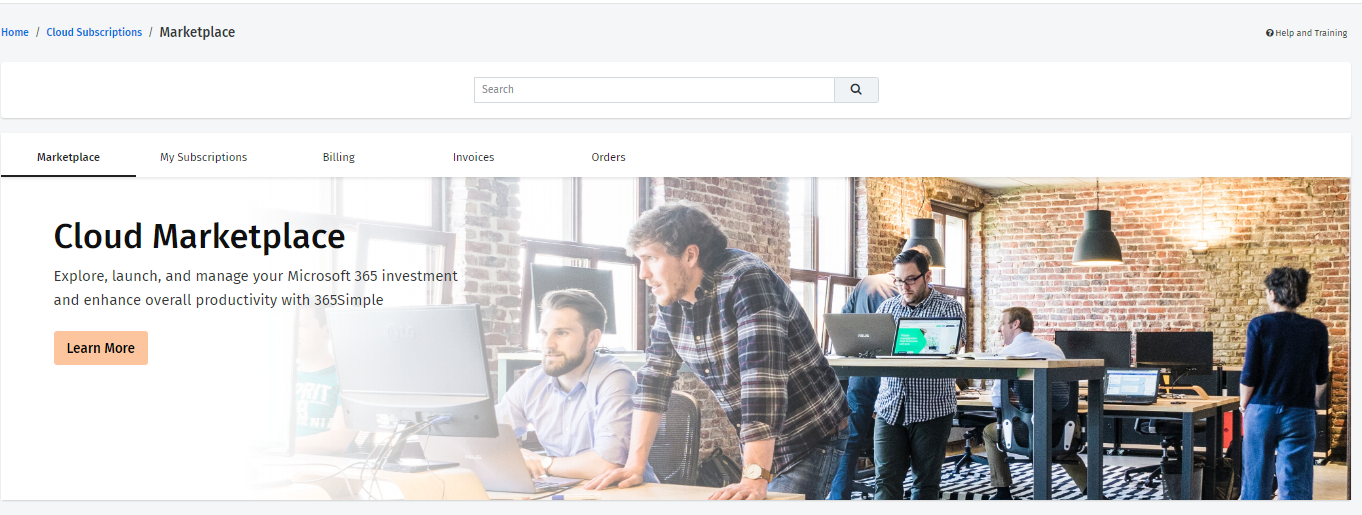 Home / Cloud Subscriptions / Marketplace
Help and Training
Search
Marketplace
My Subscriptions
Billing
Invoices
Orders
Cloud Marketplace
Explore, launch, and manage your Microsoft 365 investment
and enhance overall productivity with 365Simple
Learn More